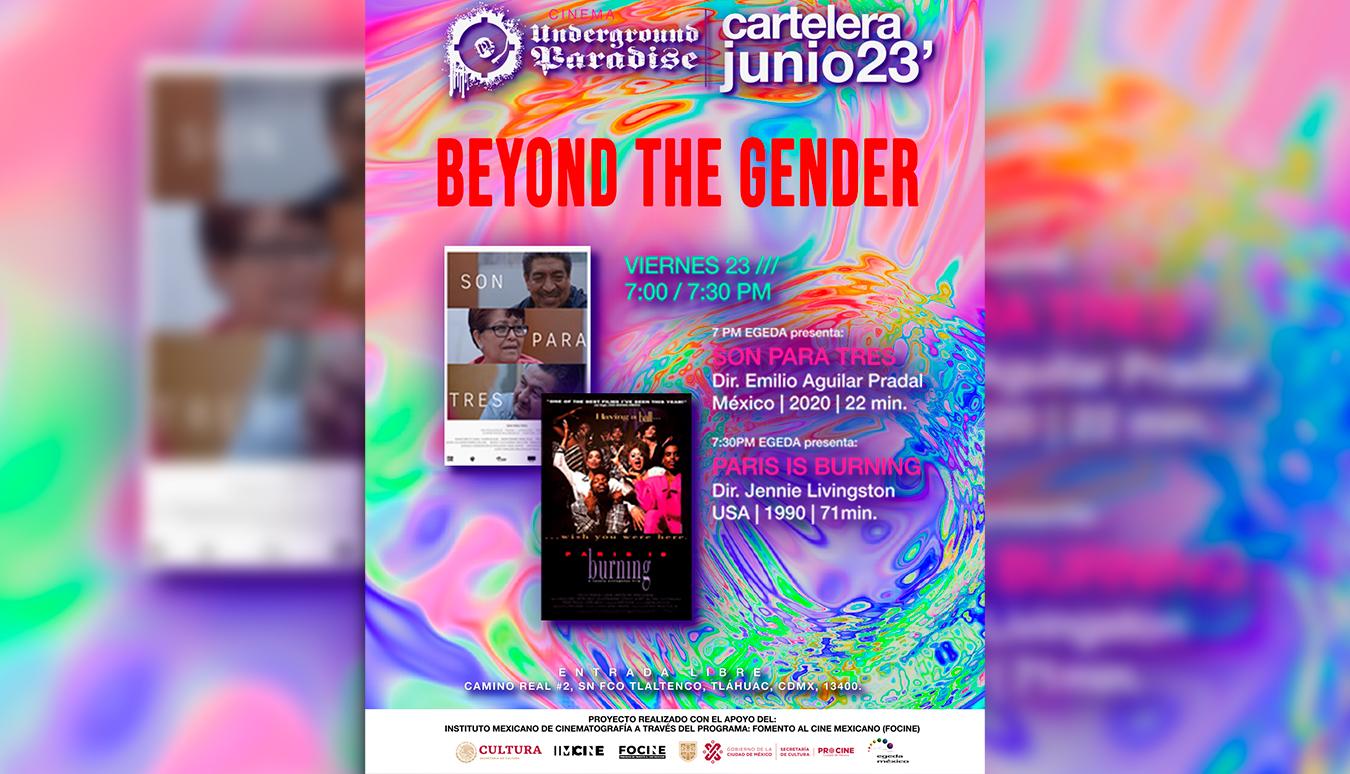 CINEMA
Underground
Paradise
cartelera
junio23'
BEYOND THE GENDER
SON
PARA
TRES
VIERNES 23 ///
7:00 / 7:30 PM
7 PM EGEDA presenta:
SON PARA TRES
Dir. Emilio Aguilar Pradal
México | 2020 | 22 min.
7:30PM EGEDA presenta:
PARIS IS BURNING
Dir. Jennie Livingston
USA | 1990 | 71min.
"ONE OF THE BEST FILMS I'VE SEEN THIS YEAR!"
Having a ball...
...wish you were here.
PARIS IS
burning
ENTRADA LIBRE
CAMINO REAL #2, SN FCO TLALTENCO, TLÁHUAC, CDMX, 13400.
PROYECTO REALIZADO CON EL APOYO DEL:
INSTITUTO MEXICANO DE CINEMATOGRAFÍA A TRAVÉS DEL PROGRAMA: FOMENTO AL CINE MEXICANO (FOCINE)
CULTURA
SECRETARÍA DE CULTURA
IMCINE
FOCINE
GOBIERNO DE LA
CIUDAD DE MÉXICO
SECRETARÍA
DE CULTURA
PROCINE
egeda
méxico